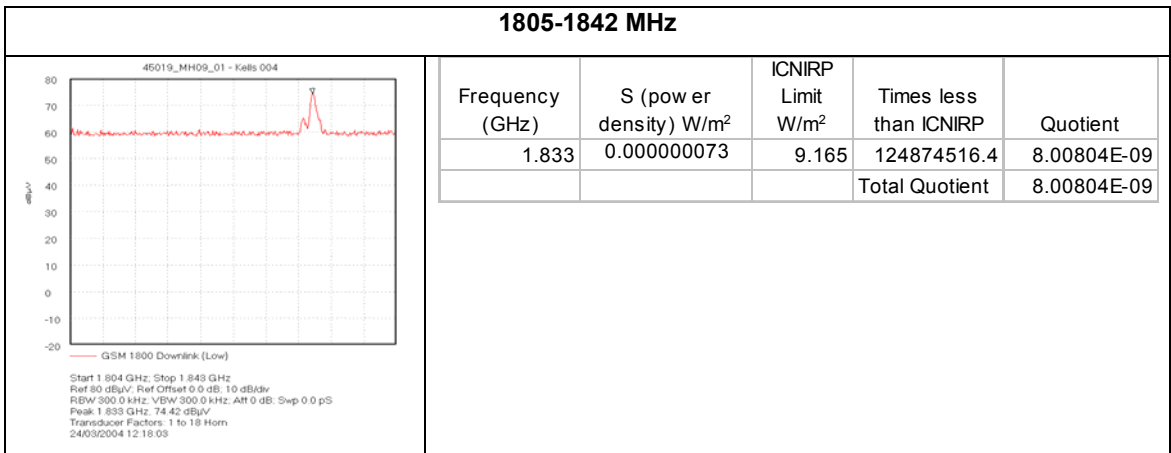 1805-1842 MHz
45019_MH09_01 - Kells 004
80
70
60
50
40
30
20
10
0
-10
-20
dBµV
GSM 1800 Downlink (Low)
Start 1.804 GHz; Stop 1.843 GHz
Ref 80 dBµV; Ref Offset 0.0 dB; 10 dB/div
RBW 300.0 kHz; VBW 300.0 kHz; Att 0 dB; Swp 0.0 pS
Peak 1.833 GHz, 74.42 dBµV
Transducer Factors: 1 to 18 Horn
24/03/2004 12:18:03
Frequency (GHz) S (pow er density) W/m² ICNIRP Limit W/m² Times less than ICNIRP Quotient
1.833 0.000000073 9.165 124874516.4 8.00804E-09
Total Quotient 8.00804E-09